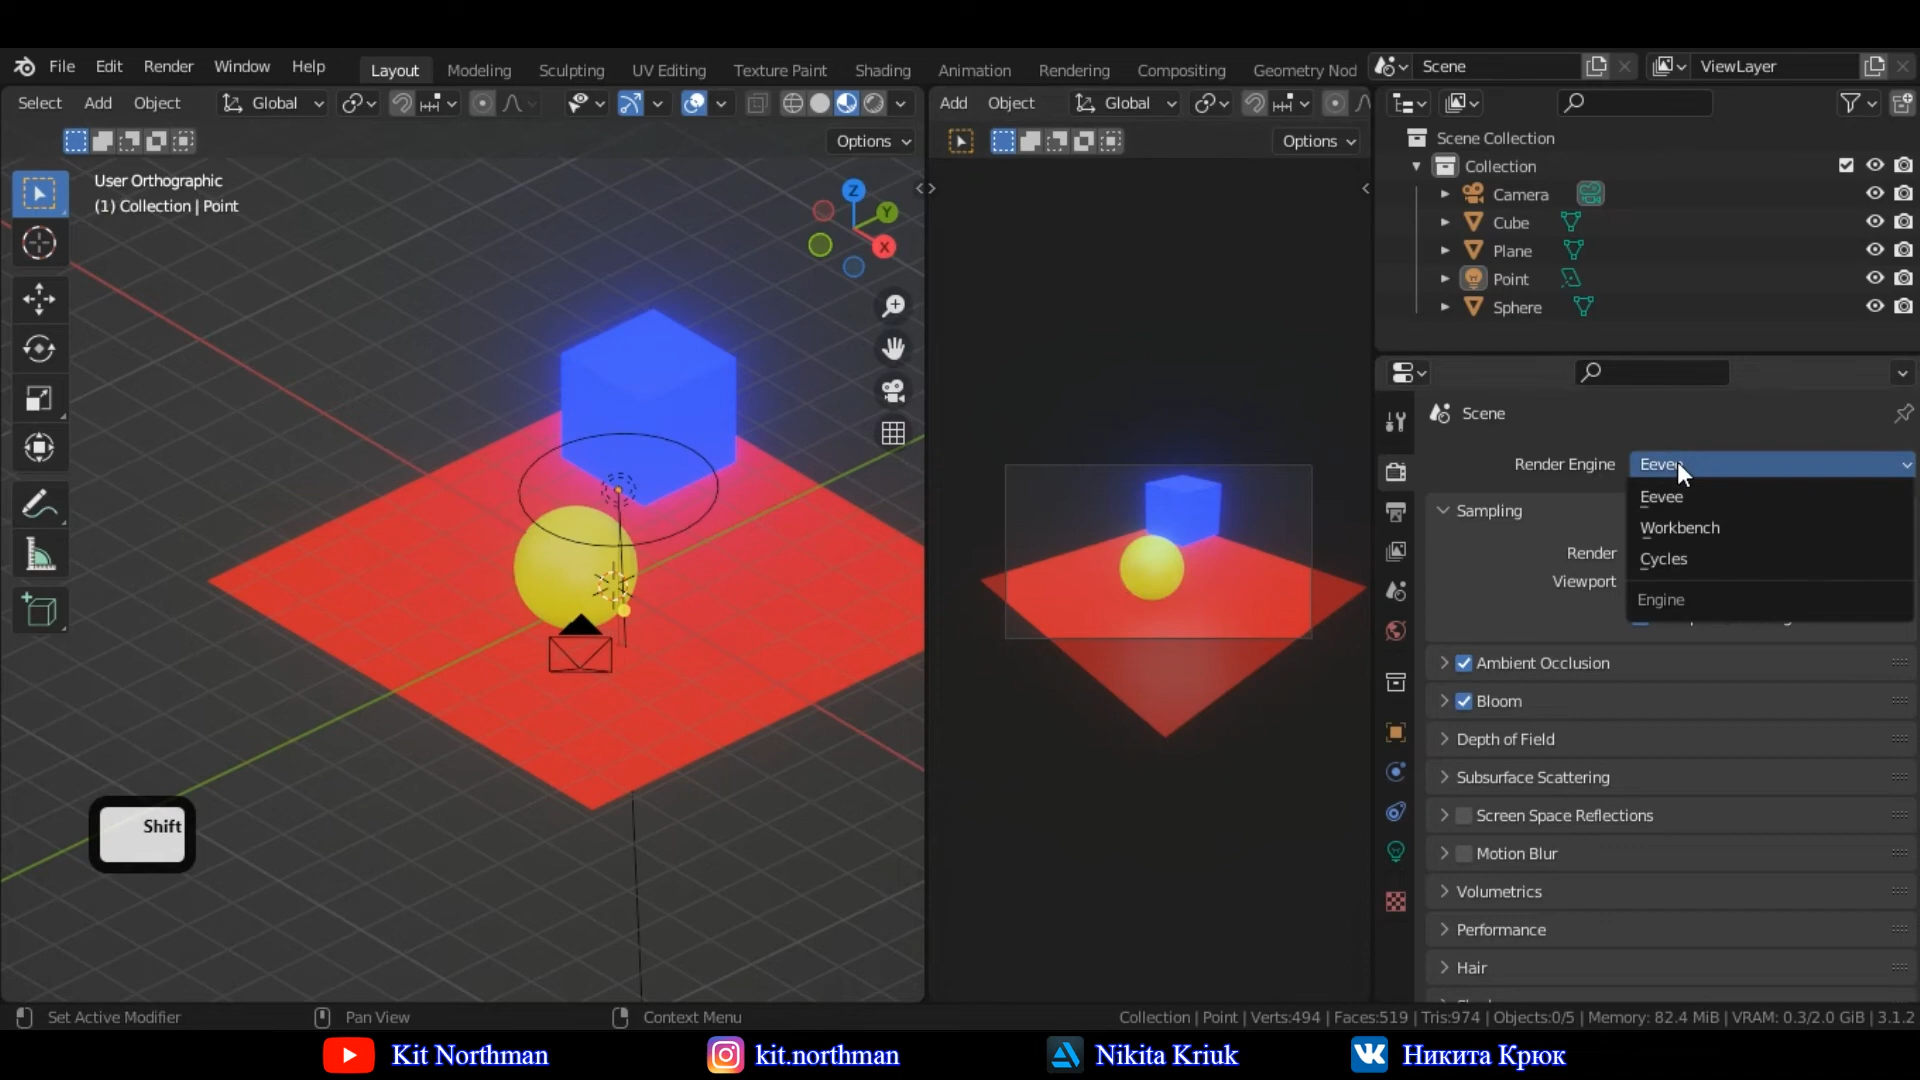 File Edit Render Window Help Layout Modeling Sculpting UV Editing Texture Paint Shading Animation Rendering Compositing Geometry Nod Scene ViewLayer
Select Add Object Global Add Object Global
Options Options
Scene Collection
Collection
Camera
Cube
Plane
Point
Sphere
User Orthographic
(1) Collection | Point
Z
Y
X
Scene
Render Engine Eevee
Eevee
Workbench
Cycles
Engine
Sampling
Render
Viewport
Ambient Occlusion
Bloom
Depth of Field
Subsurface Scattering
Screen Space Reflections
Motion Blur
Volumetrics
Performance
Hair
Shift
Set Active Modifier Pan View Context Menu Collection | Point | Verts:494 | Faces:519 | Tris:974 | Objects:0/5 | Memory: 82.4 MiB | VRAM: 0.3/2.0 GiB | 3.1.2
Kit Northman kit.northman Nikita Kriuk Никита Крюк